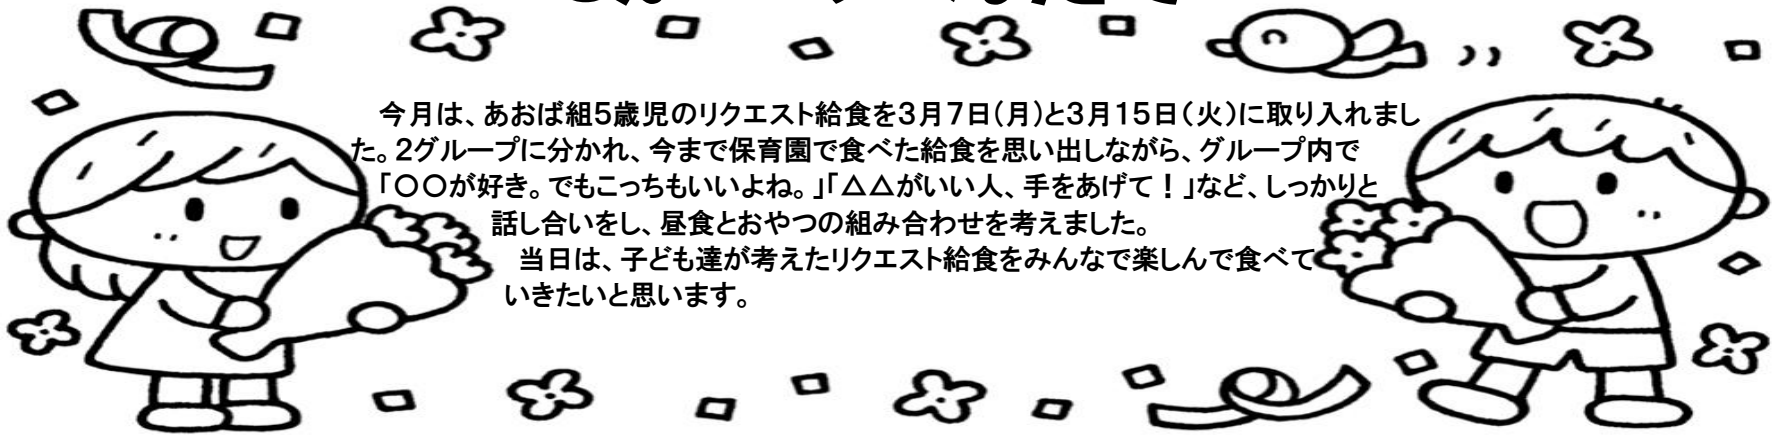 今月は、あおば組5歳児のリクエスト給食を3月7日(月)と3月15日(火)に取り入れまし
た。2グループに分かれ、今まで保育園で食べた給食を思い出しながら、グループ内で
「〇〇が好き。でもこっちもいいよね。」「△△がいい人、手をあげて！」など、しっかりと
話し合いをし、昼食とおやつの組み合わせを考えました。
当日は、子ども達が考えたリクエスト給食をみんなで楽しんで食べて
いきたいと思います。